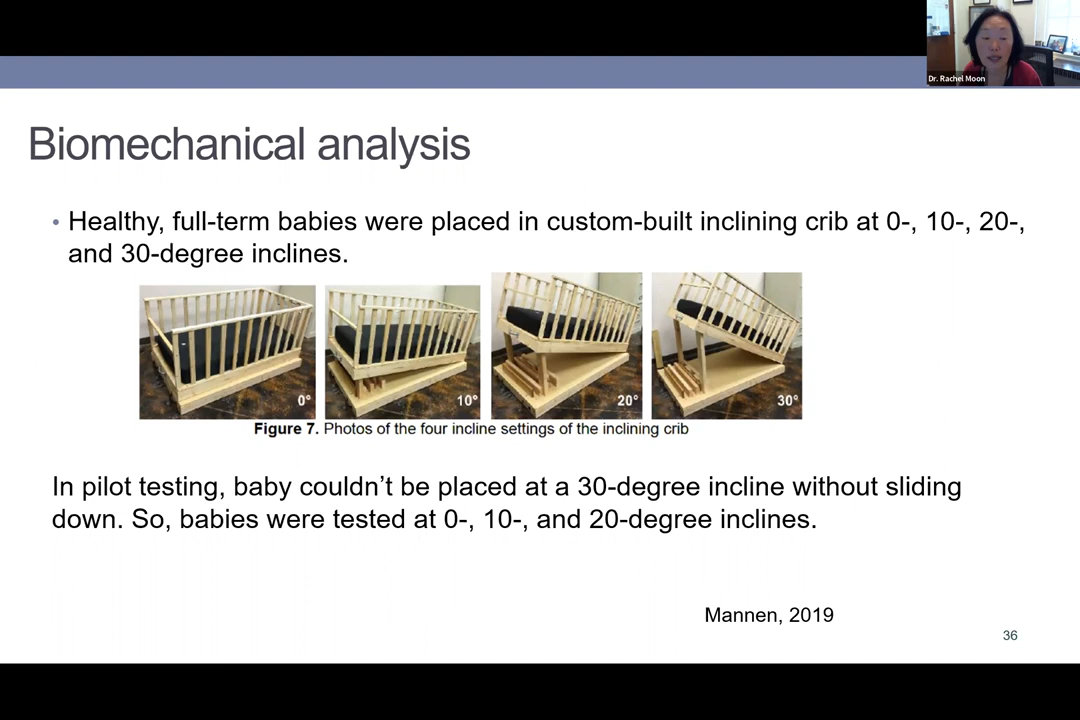 Dr. Rachel Moon
Biomechanical analysis
• Healthy, full-term babies were placed in custom-built inclining crib at 0-, 10-, 20-,
and 30-degree inclines.
0° 10° 20° 30°
Figure 7. Photos of the four incline settings of the inclining crib
In pilot testing, baby couldn’t be placed at a 30-degree incline without sliding
down. So, babies were tested at 0-, 10-, and 20-degree inclines.
Mannen, 2019
36